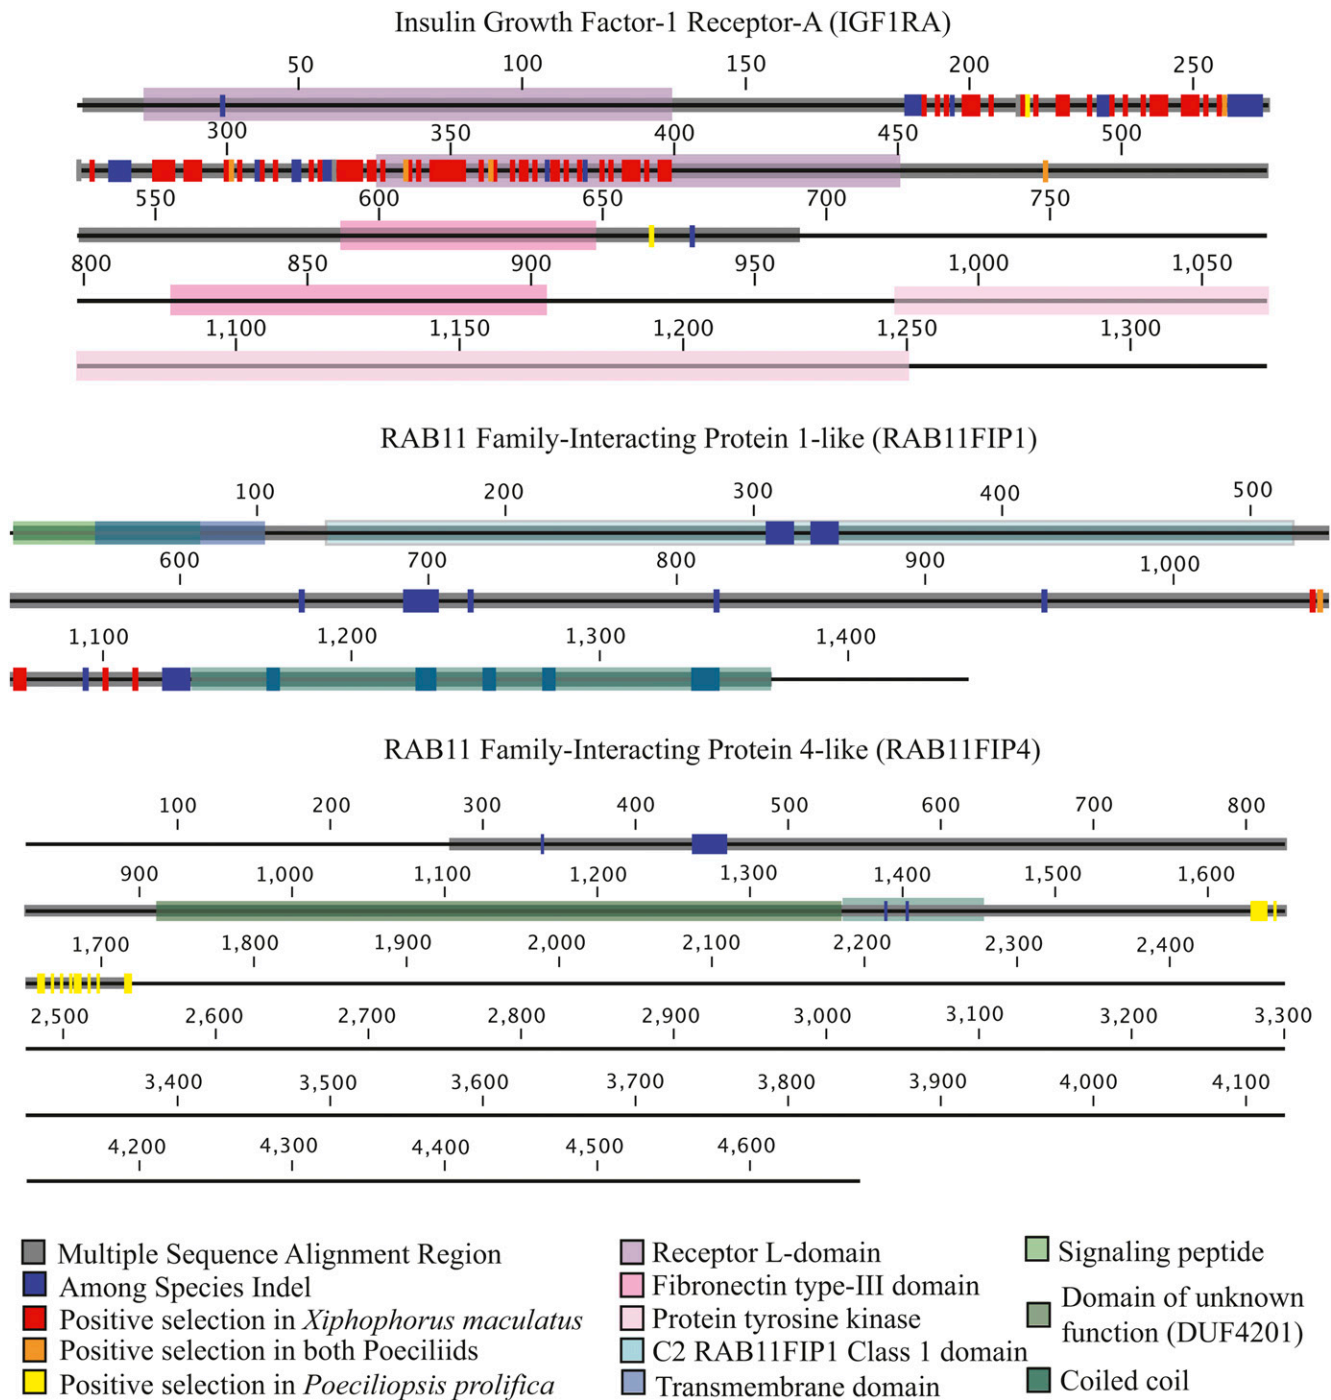 Insulin Growth Factor-1 Receptor-A (IGF1RA)
50 100 150 200 250
300 350 400 450 500
550 600 650 700 750
800 850 900 950 1,000 1,050
1,100 1,150 1,200 1,250 1,300
RAB11 Family-Interacting Protein 1-like (RAB11FIP1)
100 200 300 400 500
600 700 800 900 1,000
1,100 1,200 1,300 1,400
RAB11 Family-Interacting Protein 4-like (RAB11FIP4)
100 200 300 400 500 600 700 800
900 1,000 1,100 1,200 1,300 1,400 1,500 1,600
1,700 1,800 1,900 2,000 2,100 2,200 2,300 2,400
2,500 2,600 2,700 2,800 2,900 3,000 3,100 3,200 3,300
3,400 3,500 3,600 3,700 3,800 3,900 4,000 4,100
4,200 4,300 4,400 4,500 4,600
Multiple Sequence Alignment Region
Among Species Indel
Positive selection in Xiphophorus maculatus
Positive selection in both Poeciliids
Positive selection in Poeciliopsis prolifica
Receptor L-domain
Fibronectin type-III domain
Protein tyrosine kinase
C2 RAB11FIP1 Class 1 domain
Transmembrane domain
Signaling peptide
Domain of unknown
function (DUF4201)
Coiled coil